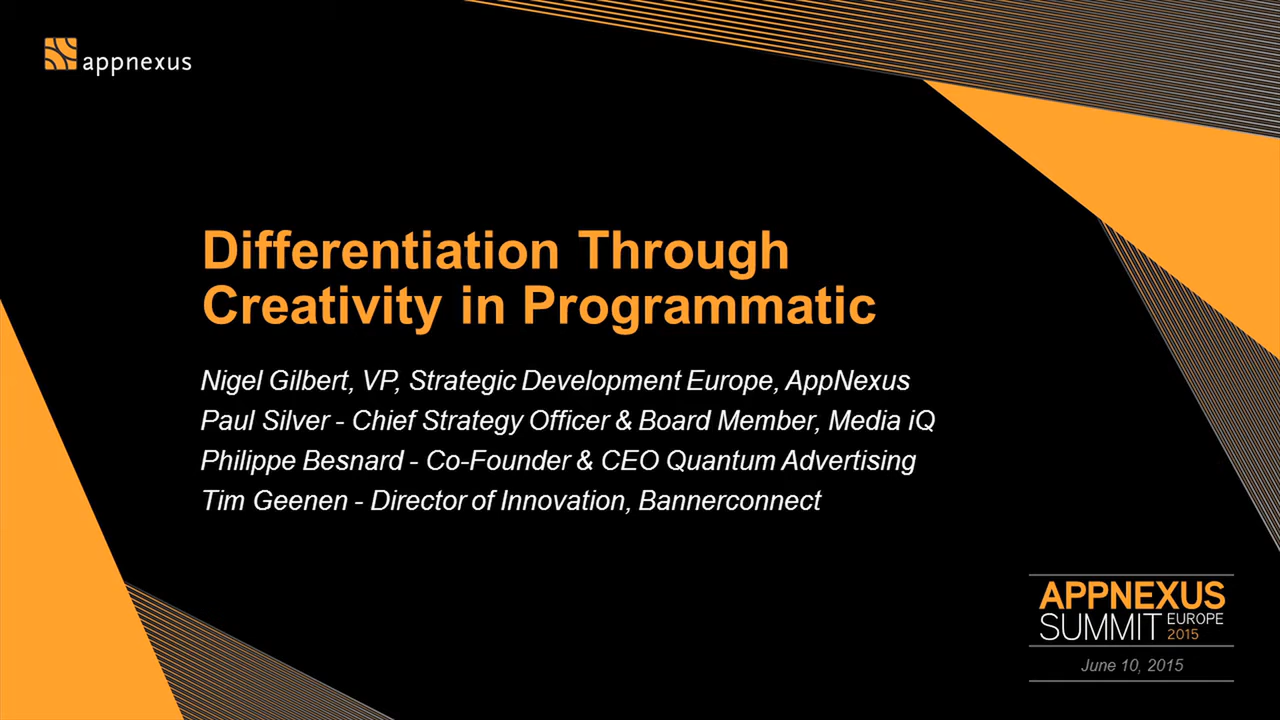 appnexus
Differentiation Through
Creativity in Programmatic
Nigel Gilbert, VP, Strategic Development Europe, AppNexus
Paul Silver - Chief Strategy Officer & Board Member, Media iQ
Philippe Besnard - Co-Founder & CEO Quantum Advertising
Tim Geenen - Director of Innovation, Bannerconnect
APPNEXUS
SUMMIT EUROPE
2015
June 10, 2015